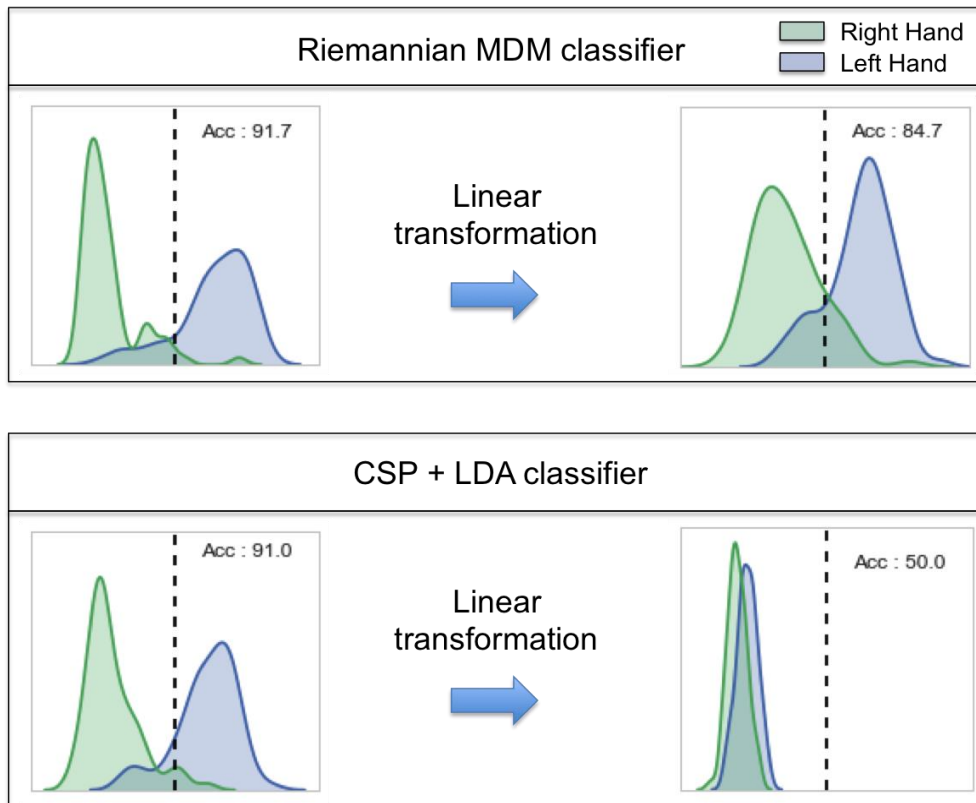 Riemannian MDM classifier
Right Hand
Left Hand
Acc : 91.7
Linear
transformation
Acc : 84.7
CSP + LDA classifier
Acc : 91.0
Linear
transformation
Acc : 50.0